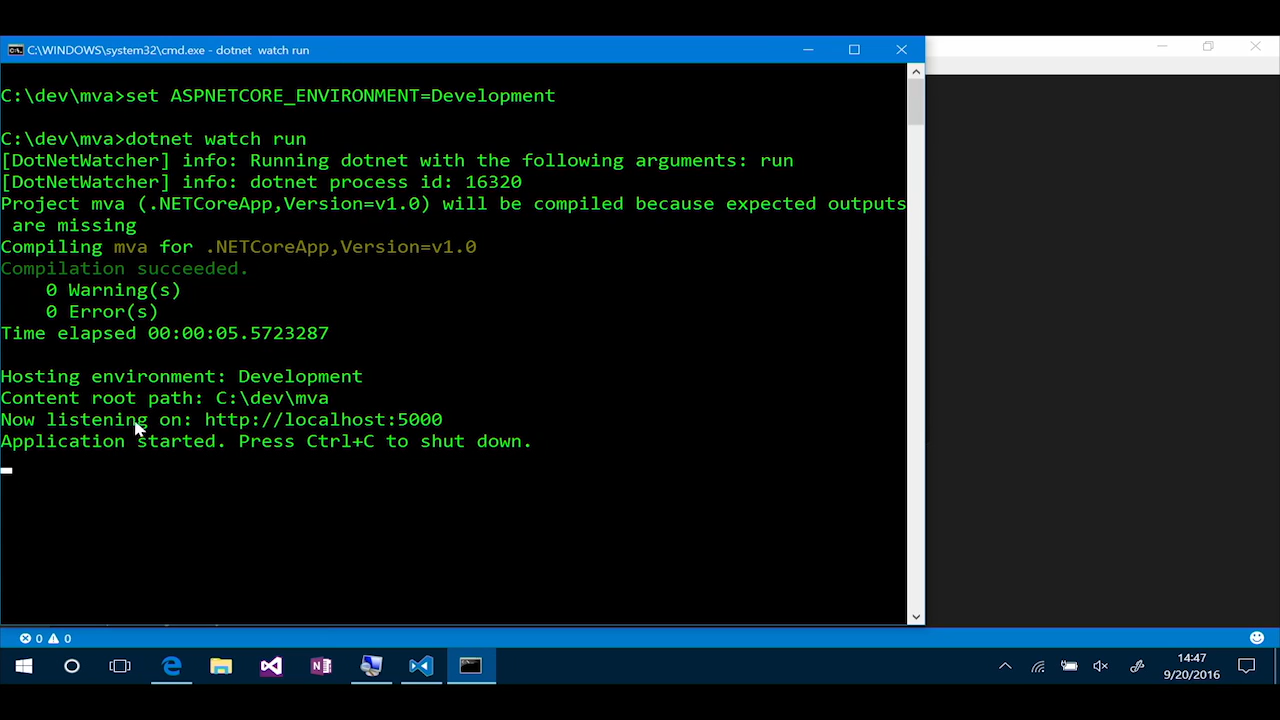 C:\WINDOWS\system32\cmd.exe - dotnet  watch run
C:\dev\mva>set ASPNETCORE_ENVIRONMENT=Development
C:\dev\mva>dotnet watch run
[DotNetWatcher] info: Running dotnet with the following arguments: run
[DotNetWatcher] info: dotnet process id: 16320
Project mva (.NETCoreApp,Version=v1.0) will be compiled because expected outputs
 are missing
Compiling mva for .NETCoreApp,Version=v1.0
Compilation succeeded.
    0 Warning(s)
    0 Error(s)
Time elapsed 00:00:05.5723287
Hosting environment: Development
Content root path: C:\dev\mva
Now listening on: http://localhost:5000
Application started. Press Ctrl+C to shut down.
0 0
14:47
9/20/2016